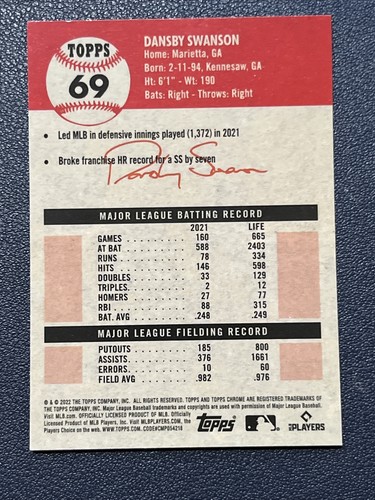 TOPPS
69
DANSBY SWANSON
Home: Marietta, GA
Born: 2-11-94, Kennesaw, GA
Ht: 6'1" - Wt: 190
Bats: Right - Throws: Right
• Led MLB in defensive innings played (1,372) in 2021
• Broke franchise HR record for a SS by seven
Dansby Swanson
MAJOR LEAGUE BATTING RECORD
2021 LIFE
GAMES 160 665
AT BAT 588 2403
RUNS 78 334
HITS 146 598
DOUBLES 33 129
TRIPLES 2 12
HOMERS 27 77
RBI 88 315
BAT. AVG .248 .249
MAJOR LEAGUE FIELDING RECORD
PUTOUTS 185 800
ASSISTS 376 1661
ERRORS 10 60
FIELD AVG .982 .976
® & © 2022 THE TOPPS COMPANY, INC. ALL RIGHTS RESERVED. TOPPS AND TOPPS CHROME ARE REGISTERED TRADEMARKS OF
THE TOPPS COMPANY, INC. Major League Baseball trademarks and copyrights are used with permission of Major League Baseball.
Visit MLB.com. OFFICIALLY LICENSED PRODUCT OF MLB. Officially
Licensed Product of MLB Players, Inc. Visit MLBPLAYERS.com, the
Players Choice on the web. WWW.TOPPS.COM. CODE#CMP054218
Topps
MLB PLAYERS